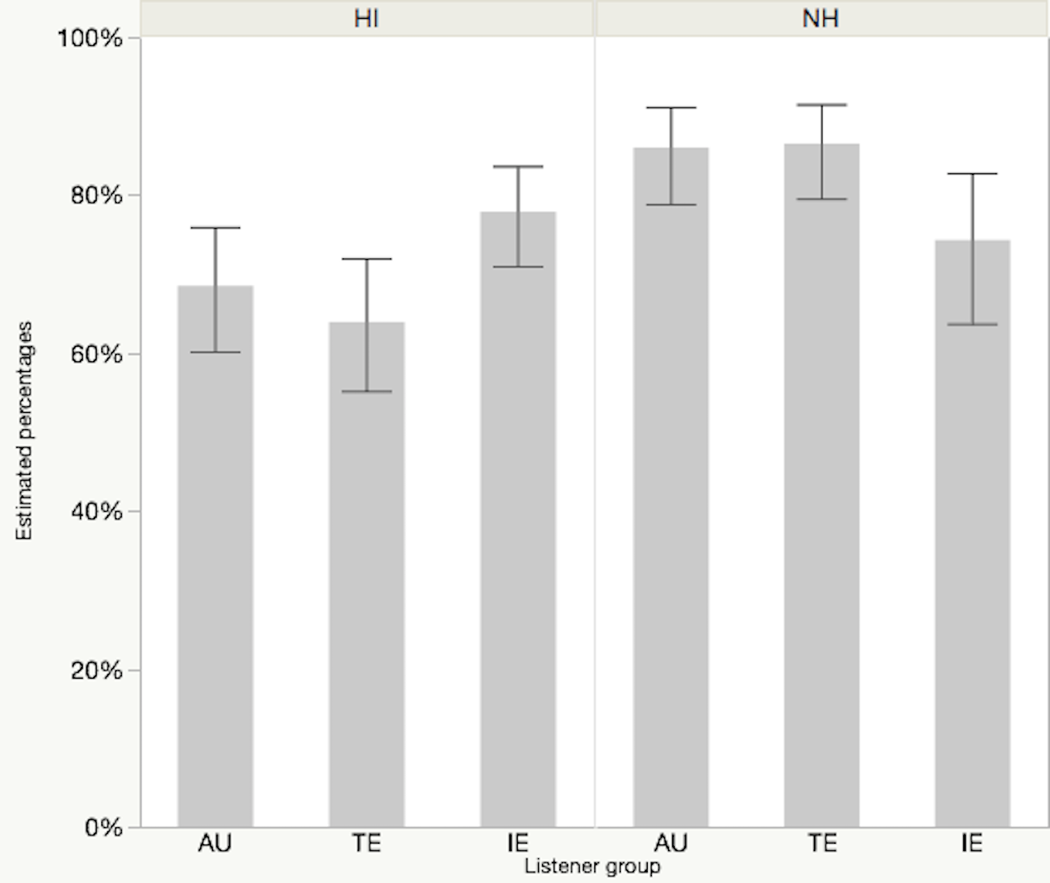 HI NH
100%
80%
60%
40%
20%
0%
Estimated percentages
AU TE IE AU TE IE
Listener group